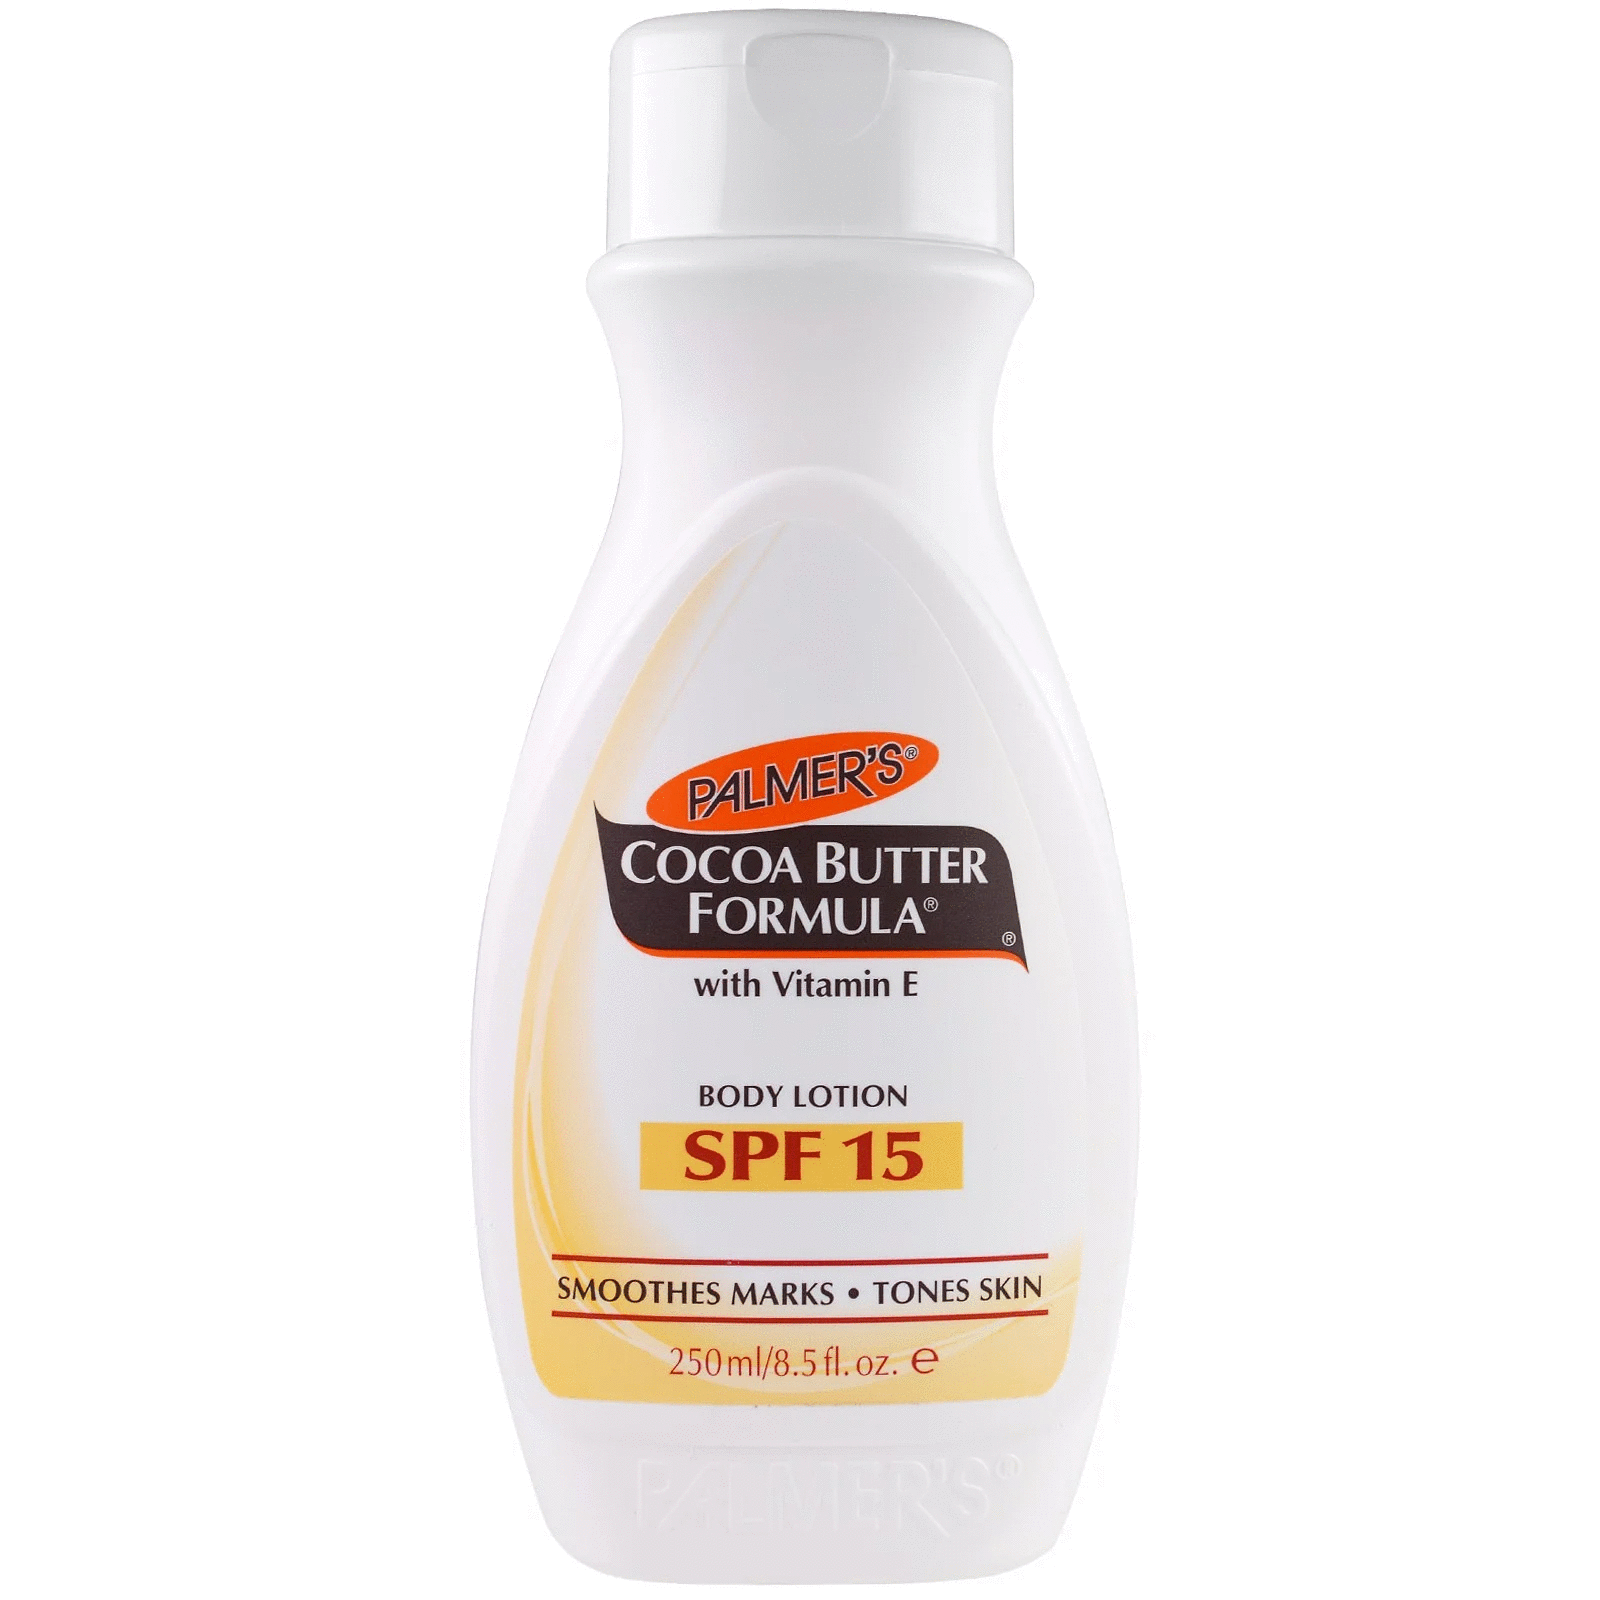 PALMER'S®
COCOA BUTTER
FORMULA®
®
with Vitamin E
BODY LOTION
SPF 15
SMOOTHES MARKS • TONES SKIN
250ml/8.5fl.oz. ℮
PALMER'S®